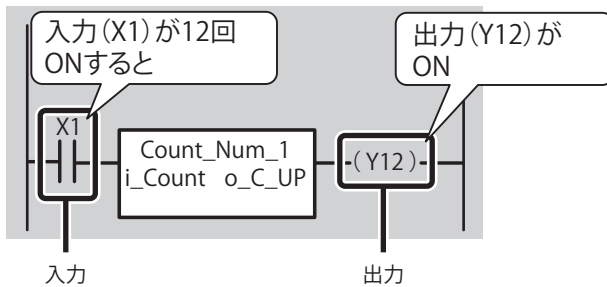 入力(X1)が12回
ONすると
出力(Y12)が
ON
X1
Count_Num_1
i_Count o_C_UP
(Y12)
入力
出力